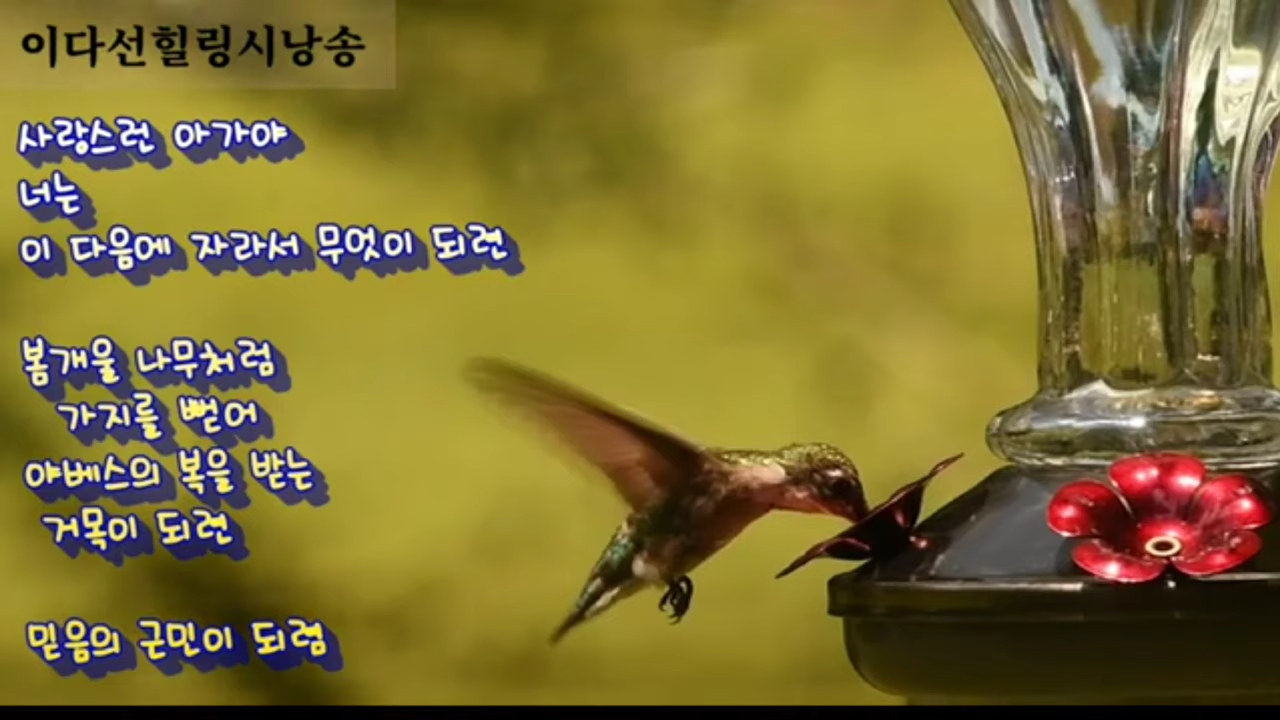 이다선힐링시낭송
사랑스런 아가야
너는
이 다음에 자라서 무엇이 되련
봄개울 나무처럼
가지를 뻗어
야베스의 복을 받는
거목이 되련
믿음의 근민이 되렴